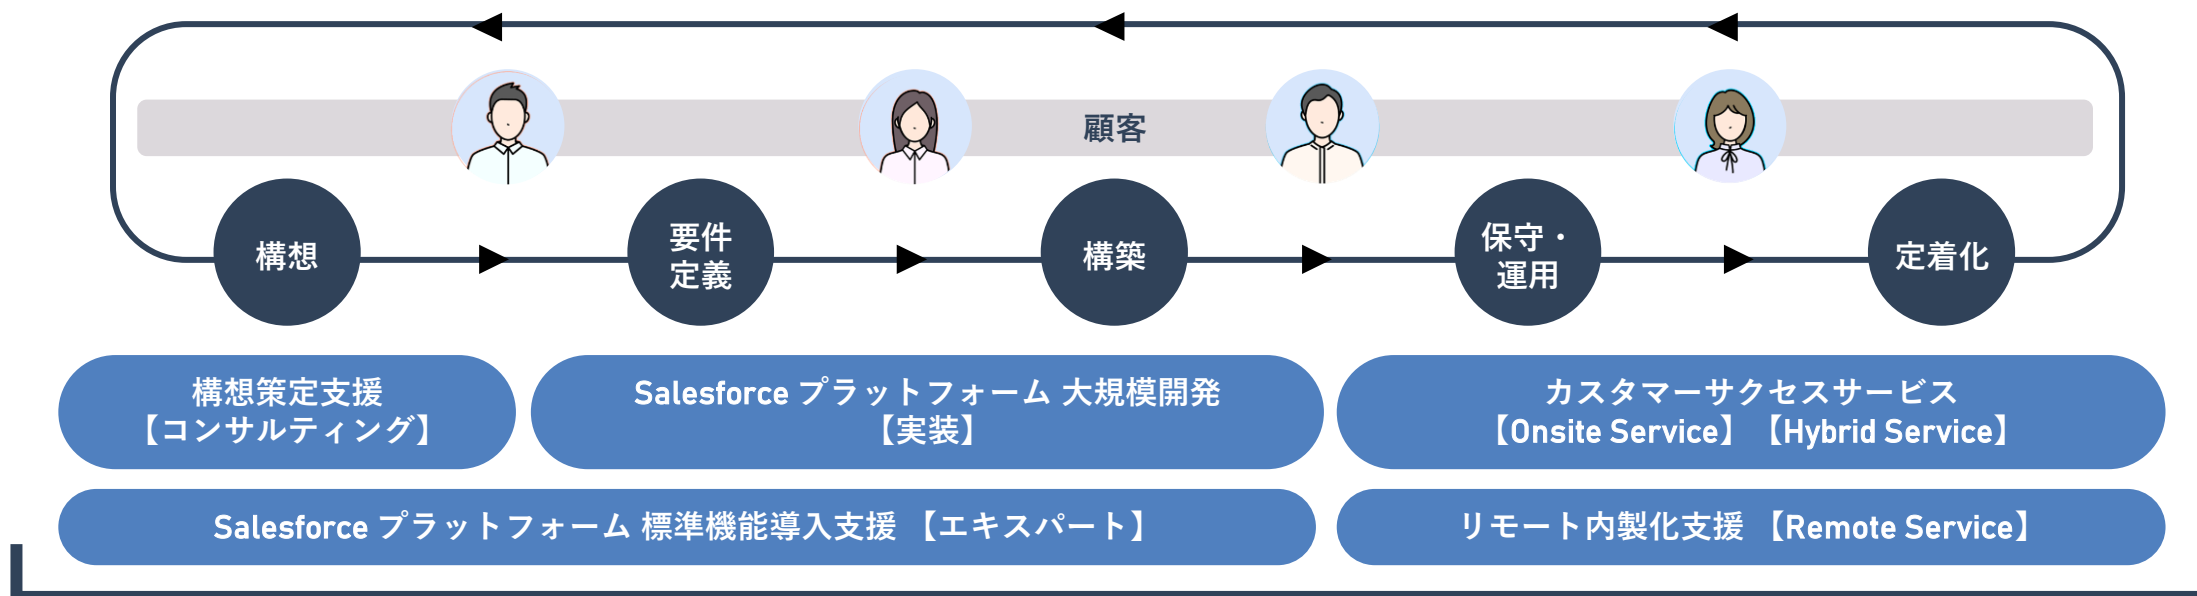 顧客
構想
要件
定義
構築
保守・
運用
定着化
構想策定支援
【コンサルティング】
Salesforce プラットフォーム 大規模開発
【実装】
カスタマーサクセスサービス
【Onsite Service】【Hybrid Service】
Salesforce プラットフォーム 標準機能導入支援 【エキスパート】
リモート内製化支援 【Remote Service】